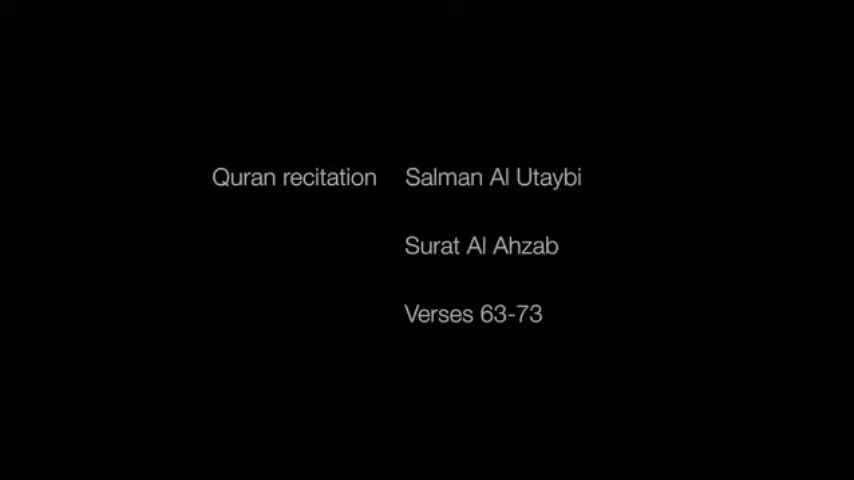 Quran recitation Salman Al Utaybi
Surat Al Ahzab
Verses 63-73